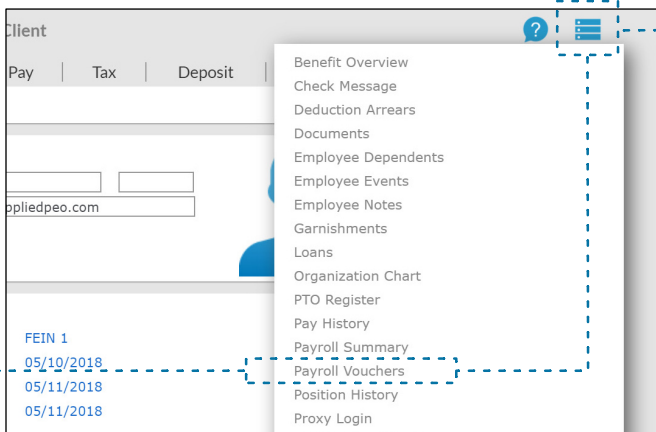 Client
?
Pay | Tax | Deposit |
Benefit Overview
Check Message
Deduction Arrears
Documents
Employee Dependents
Employee Events
Employee Notes
Garnishments
Loans
Organization Chart
PTO Register
Pay History
Payroll Summary
Payroll Vouchers
Position History
Proxy Login
ppliedpeo.com
FEIN 1
05/10/2018
05/11/2018
05/11/2018